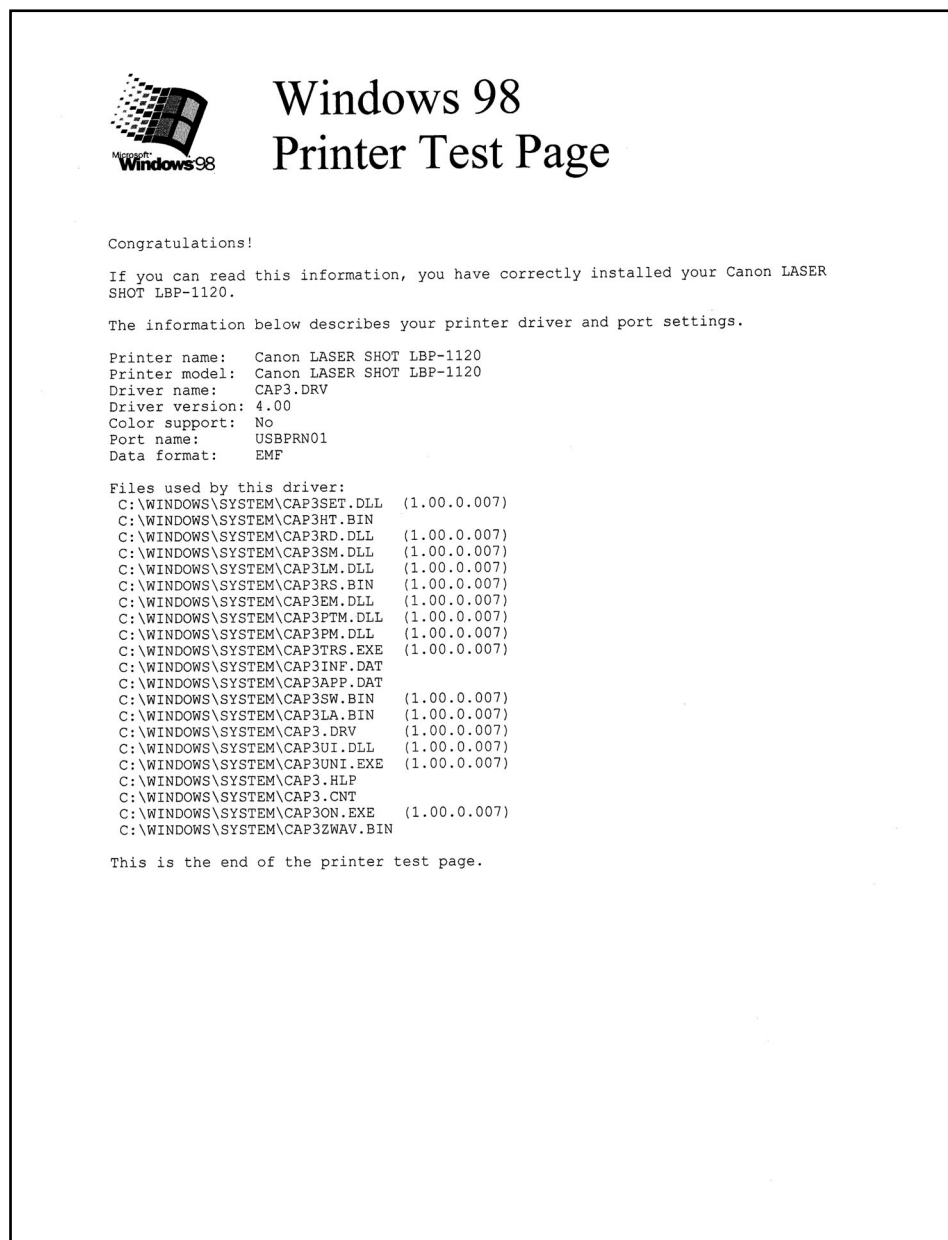 Microsoft
Windows98
Windows 98
Printer Test Page
Congratulations!
If you can read this information, you have correctly installed your Canon LASER
SHOT LBP-1120.
The information below describes your printer driver and port settings.
Printer name: Canon LASER SHOT LBP-1120
Printer model: Canon LASER SHOT LBP-1120
Driver name: CAP3.DRV
Driver version: 4.00
Color support: No
Port name: USBPRN01
Data format: EMF
Files used by this driver:
C:\WINDOWS\SYSTEM\CAP3SET.DLL (1.00.0.007)
C:\WINDOWS\SYSTEM\CAP3HT.BIN
C:\WINDOWS\SYSTEM\CAP3RD.DLL (1.00.0.007)
C:\WINDOWS\SYSTEM\CAP3SM.DLL (1.00.0.007)
C:\WINDOWS\SYSTEM\CAP3LM.DLL (1.00.0.007)
C:\WINDOWS\SYSTEM\CAP3RS.BIN (1.00.0.007)
C:\WINDOWS\SYSTEM\CAP3EM.DLL (1.00.0.007)
C:\WINDOWS\SYSTEM\CAP3PTM.DLL (1.00.0.007)
C:\WINDOWS\SYSTEM\CAP3PM.DLL (1.00.0.007)
C:\WINDOWS\SYSTEM\CAP3TRS.EXE (1.00.0.007)
C:\WINDOWS\SYSTEM\CAP3INF.DAT
C:\WINDOWS\SYSTEM\CAP3APP.DAT
C:\WINDOWS\SYSTEM\CAP3SW.BIN (1.00.0.007)
C:\WINDOWS\SYSTEM\CAP3LA.BIN (1.00.0.007)
C:\WINDOWS\SYSTEM\CAP3.DRV (1.00.0.007)
C:\WINDOWS\SYSTEM\CAP3UI.DLL (1.00.0.007)
C:\WINDOWS\SYSTEM\CAP3UNI.EXE (1.00.0.007)
C:\WINDOWS\SYSTEM\CAP3.HLP
C:\WINDOWS\SYSTEM\CAP3.CNT
C:\WINDOWS\SYSTEM\CAP3ON.EXE (1.00.0.007)
C:\WINDOWS\SYSTEM\CAP3ZWAV.BIN
This is the end of the printer test page.